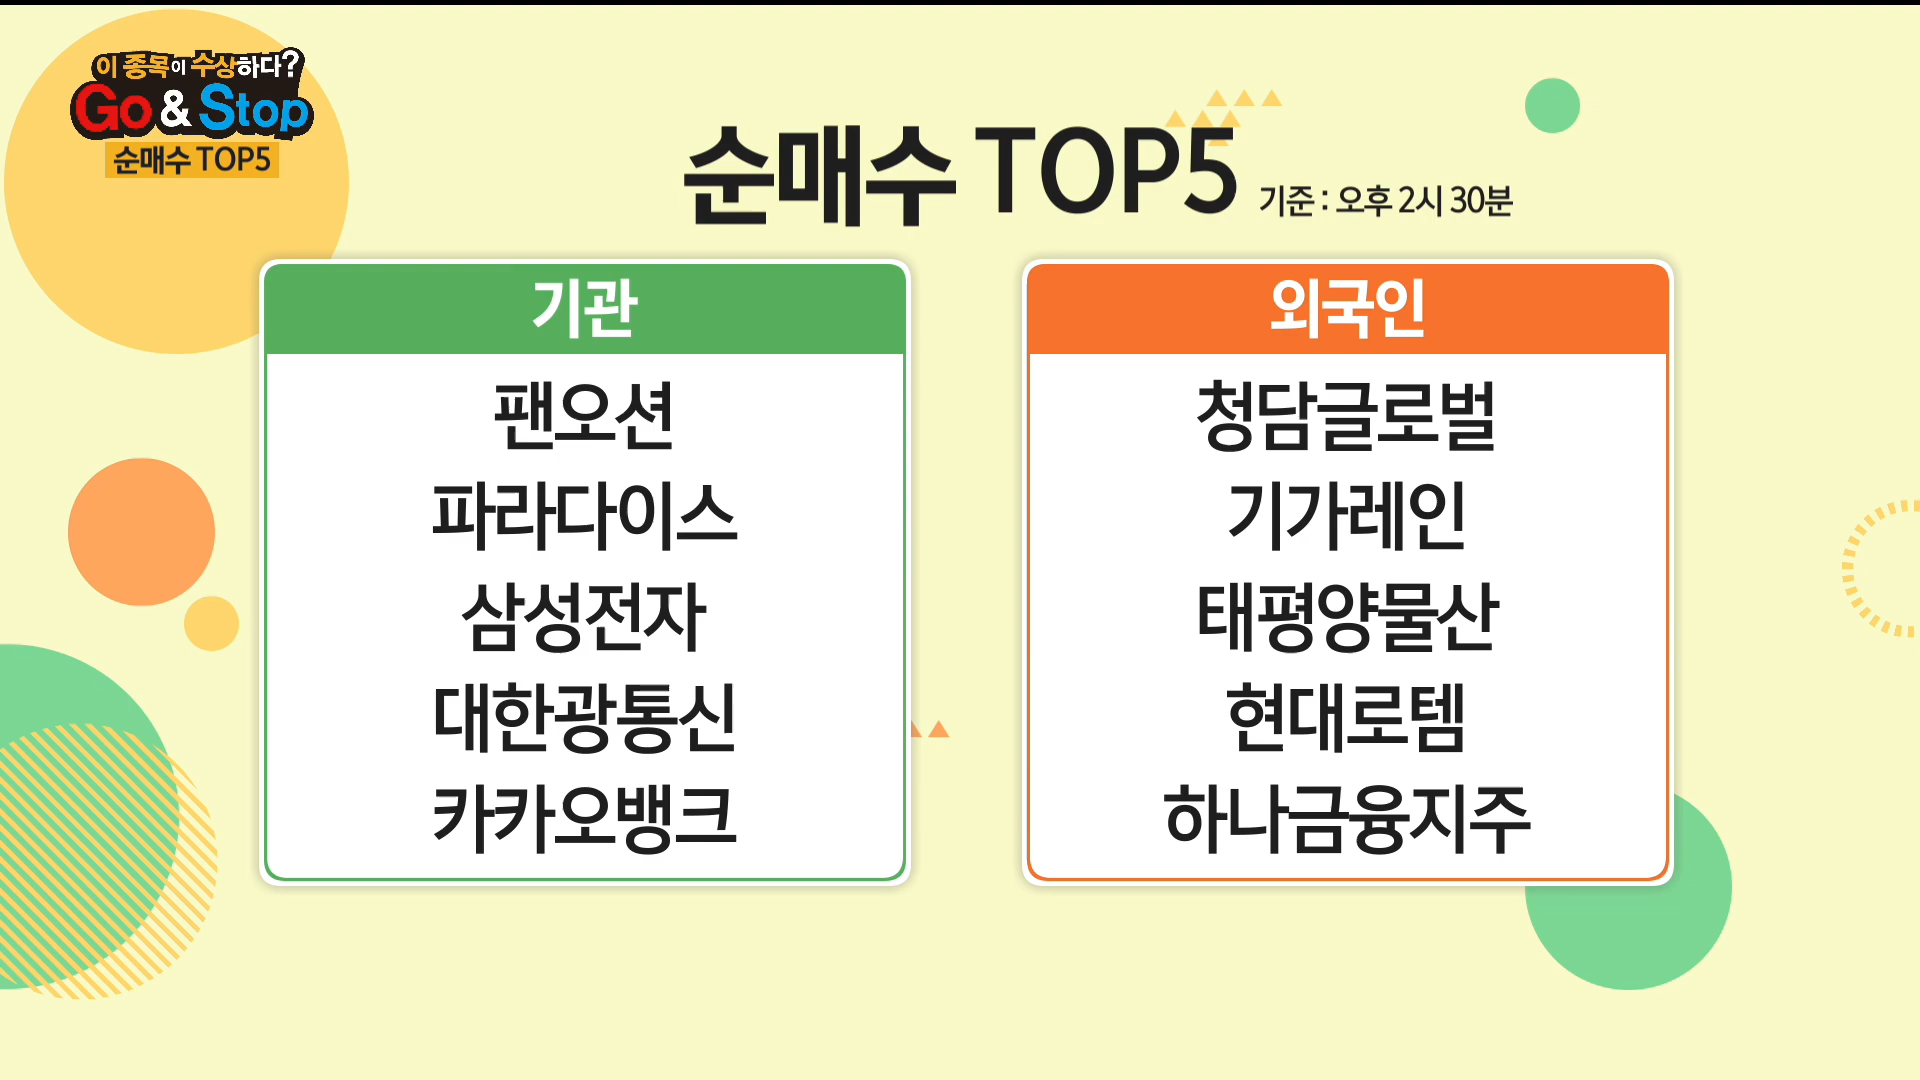 이 종목이 수상하다?
Go & Stop
순매수 TOP5
순매수 TOP5 기준 : 오후 2시 30분
기관
팬오션
파라다이스
삼성전자
대한광통신
카카오뱅크
외국인
청담글로벌
기가레인
태평양물산
현대로템
하나금융지주